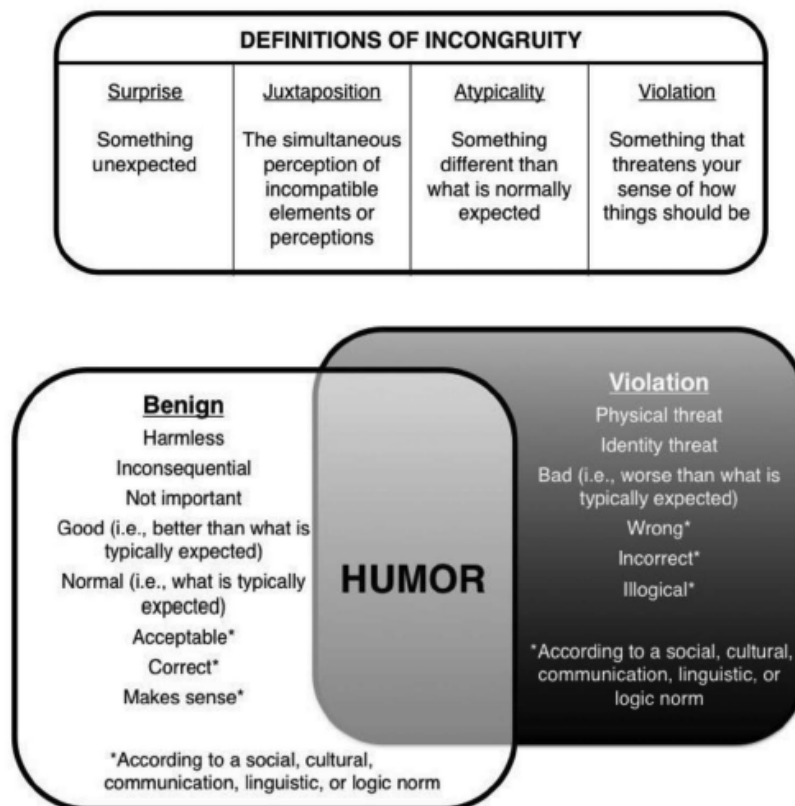 DEFINITIONS OF INCONGRUITY
Surprise
Something
unexpected
Juxtaposition
The simultaneous
perception of
incompatible
elements or
perceptions
Atypicality
Something
different than
what is normally
expected
Violation
Something that
threatens your
sense of how
things should be
Benign
Harmless
Inconsequential
Not important
Good (i.e., better than what is
typically expected)
Normal (i.e., what is typically
expected)
Acceptable*
Correct*
Makes sense*
*According to a social, cultural,
communication, linguistic, or logic norm
HUMOR
Violation
Physical threat
Identity threat
Bad (i.e., worse than what is
typically expected)
Wrong*
Incorrect*
Illogical*
*According to a social, cultural,
communication, linguistic, or
logic norm